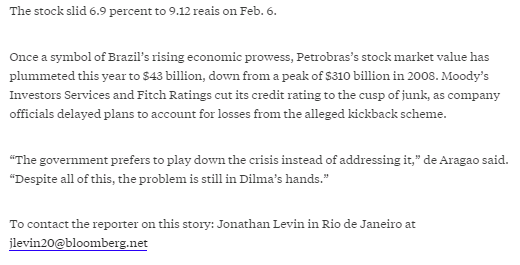 The stock slid 6.9 percent to 9.12 reais on Feb. 6.
Once a symbol of Brazil’s rising economic prowess, Petrobras’s stock market value has
plummeted this year to $43 billion, down from a peak of $310 billion in 2008. Moody’s
Investors Services and Fitch Ratings cut its credit rating to the cusp of junk, as company
officials delayed plans to account for losses from the alleged kickback scheme.
“The government prefers to play down the crisis instead of addressing it,” de Aragao said.
“Despite all of this, the problem is still in Dilma’s hands.”
To contact the reporter on this story: Jonathan Levin in Rio de Janeiro at
jlevin20@bloomberg.net